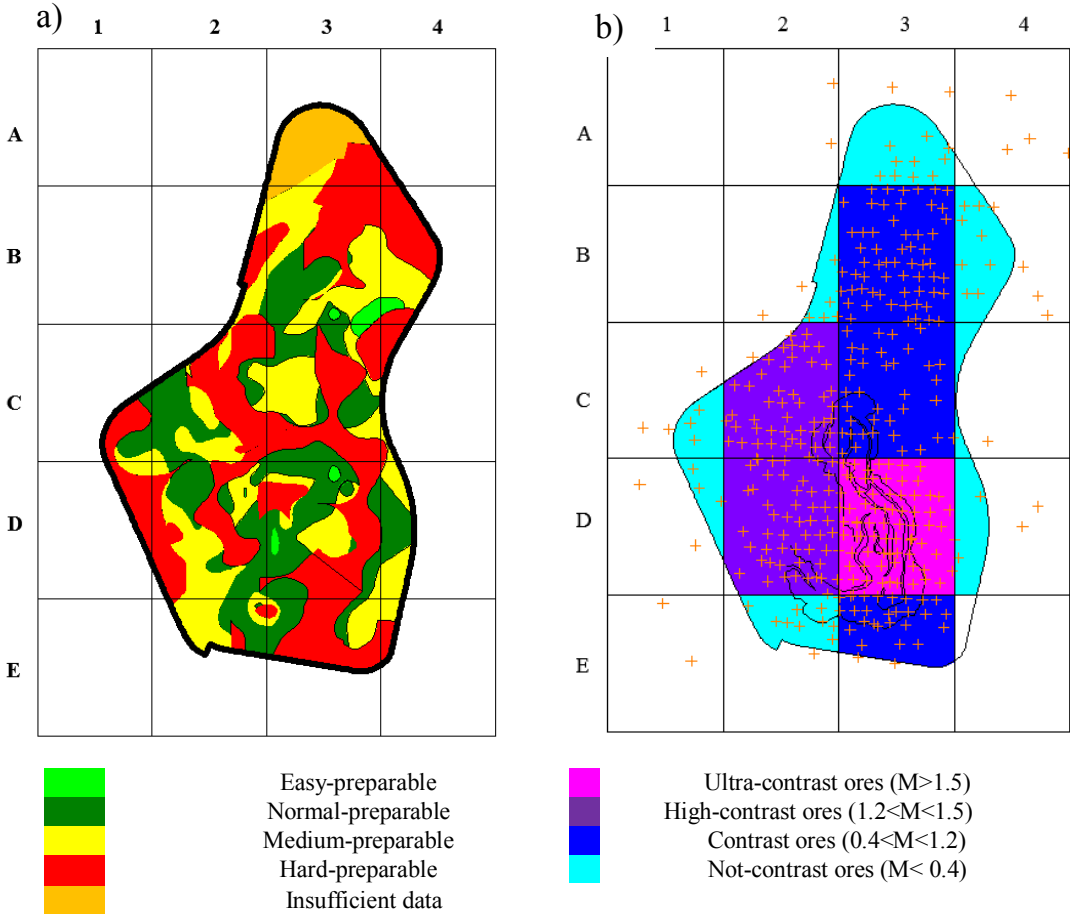 a)
1 2 3 4
A
B
C
D
E
Easy-preparable
Normal-preparable
Medium-preparable
Hard-preparable
Insufficient data
b)
1 2 3 4
A
B
C
D
E
Ultra-contrast ores (M>1.5)
High-contrast ores (1.2<M<1.5)
Contrast ores (0.4<M<1.2)
Not-contrast ores (M< 0.4)